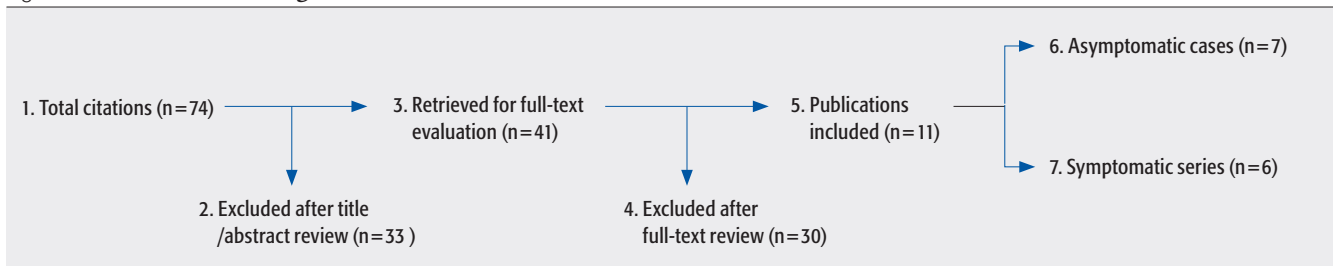 1. Total citations (n=74)
3. Retrieved for full-text
evaluation (n=41)
5. Publications
included (n=11)
6. Asymptomatic cases (n=7)
7. Symptomatic series (n=6)
2. Excluded after title
/abstract review (n=33 )
4. Excluded after
full-text review (n=30)